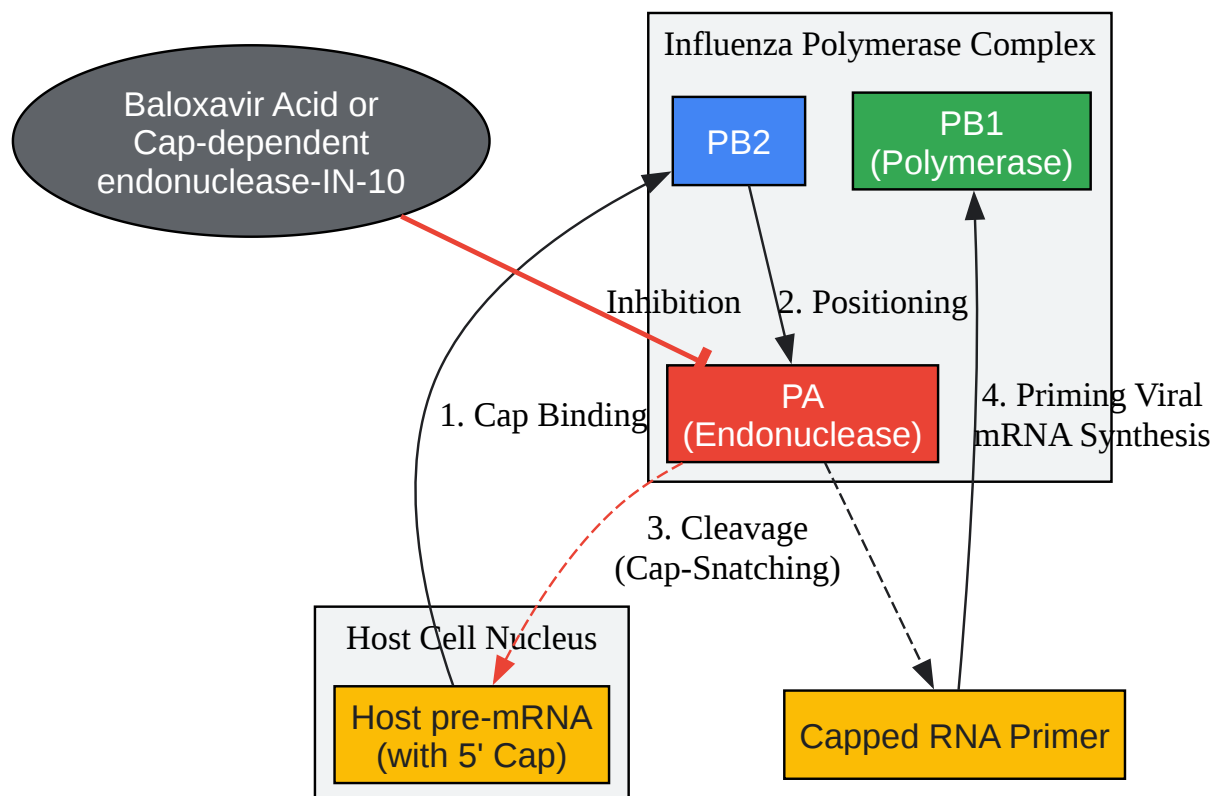 Influenza Polymerase Complex
Baloxavir Acid or
Cap-dependent
endonuclease-IN-10
PB2
PB1
(Polymerase)
Inhibition
2. Positioning
1. Cap Binding
PA
(Endonuclease)
4. Priming Viral
mRNA Synthesis
3. Cleavage
(Cap-Snatching)
Host Cell Nucleus
Host pre-mRNA
(with 5' Cap)
Capped RNA Primer